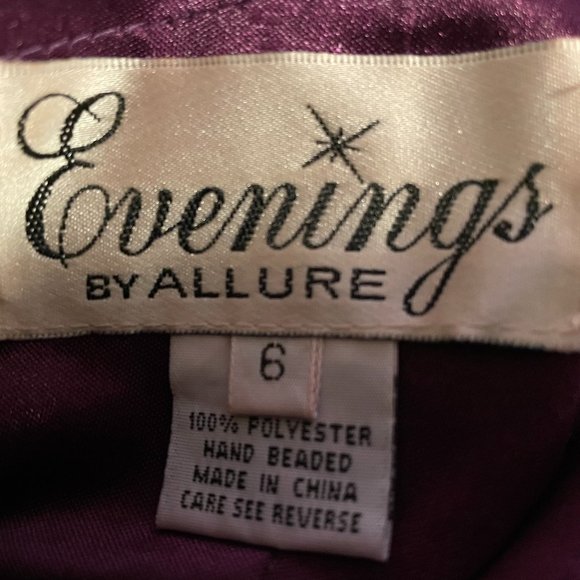 Evenings
BY ALLURE
6
100% POLYESTER
HAND BEADED
MADE IN CHINA
CARE SEE REVERSE